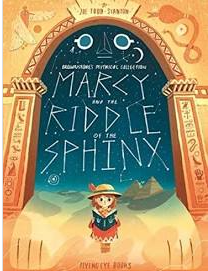 JOE TODD-STANTON
BROWNSTONE'S MYTHICAL COLLECTION
MARCY
AND THE
RIDDLE
OF THE
SPHINX
FLYING EYE BOOKS